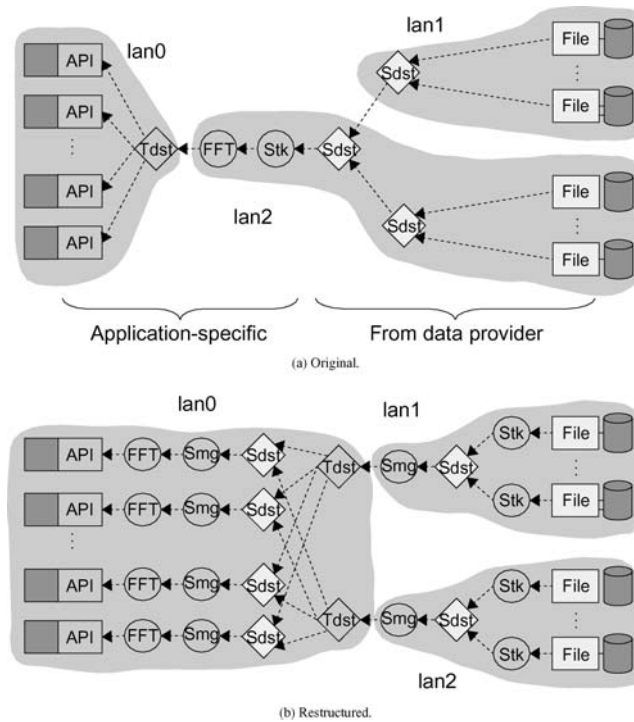 lan0
lan1
API
File
Sdst
API
File
Tdst
FFT
Stk
Sdst
API
File
lan2
Sdst
API
File
Application-specific
From data provider
(a) Original.
lan0
lan1
API
FFT
Smg
Sdst
Stk
File
Tdst
Smg
Sdst
API
FFT
Smg
Sdst
Stk
File
API
FFT
Smg
Sdst
Stk
File
Tdst
Smg
Sdst
API
FFT
Smg
Sdst
Stk
File
lan2
(b) Restructured.